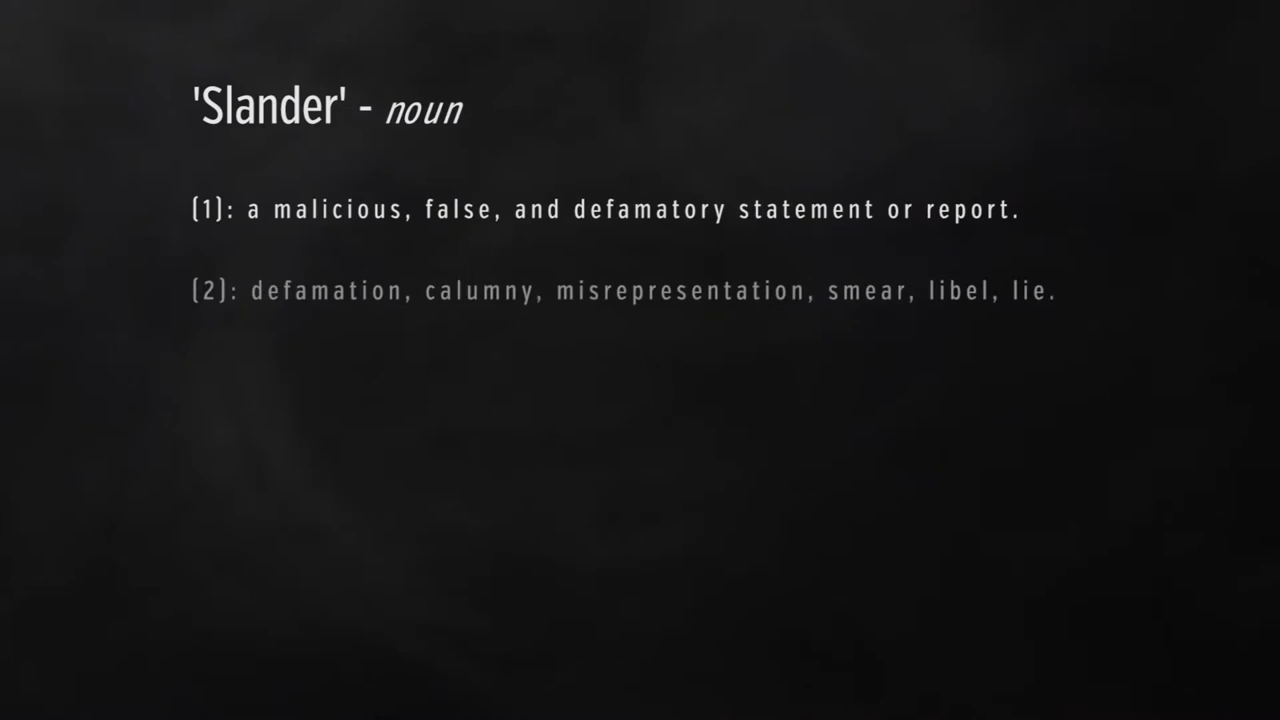 'Slander' - noun
(1): a malicious, false, and defamatory statement or report.
(2): defamation, calumny, misrepresentation, smear, libel, lie.